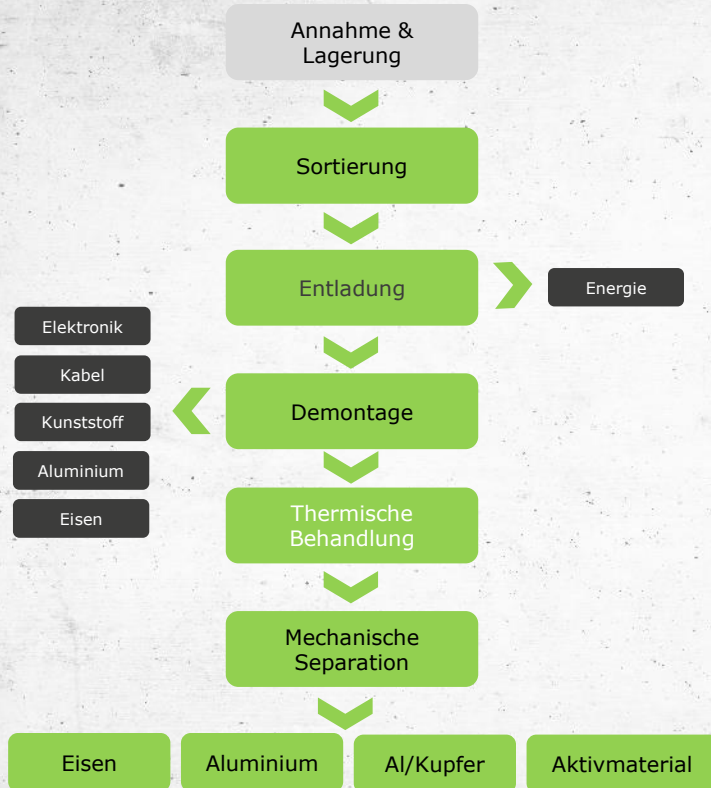 Annahme &
Lagerung
Sortierung
Entladung
Energie
Elektronik
Kabel
Kunststoff
Aluminium
Eisen
Demontage
Thermische
Behandlung
Mechanische
Separation
Eisen
Aluminium
Al/Kupfer
Aktivmaterial